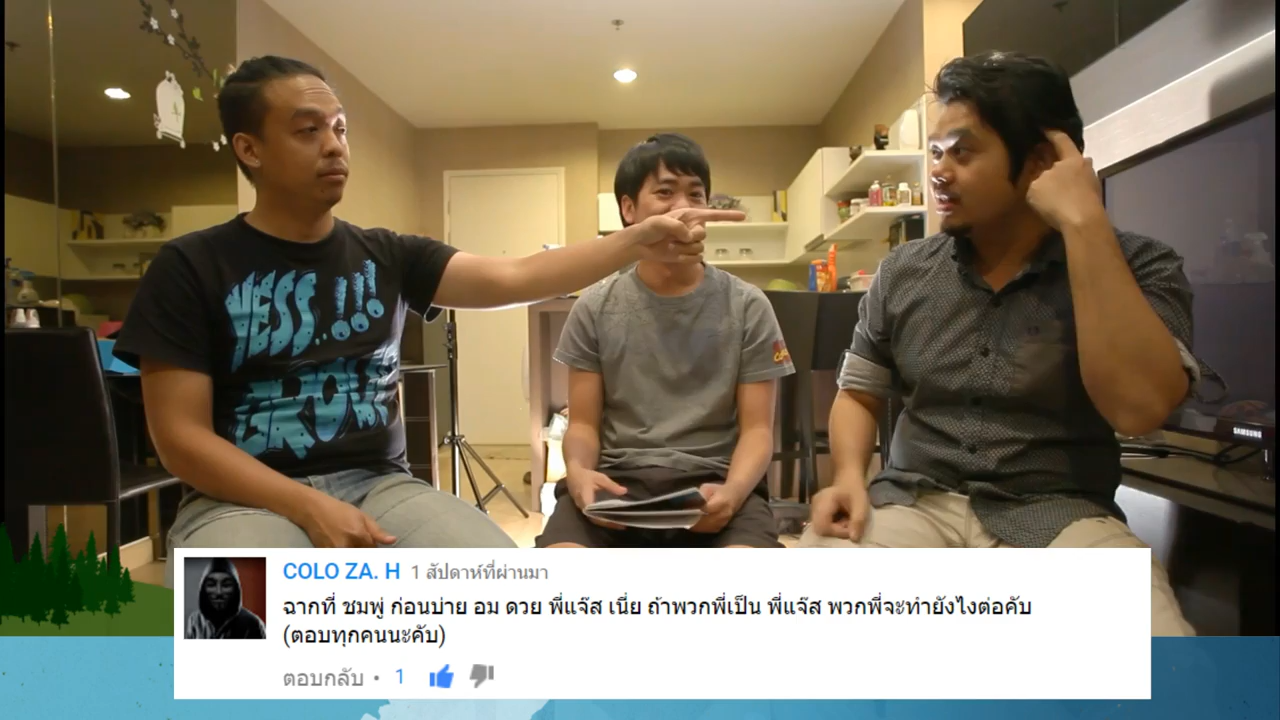 YESS..!!!
GROUP
SAMSUNG
COLO ZA. H 1 สัปดาห์ที่ผ่านมา
ฉากที่ ชมพู่ ก่อนบ่าย อม ดวย พี่แจ๊ส เนี่ย ถ้าพวกพี่เป็น พี่แจ๊ส พวกพี่จะทำยังไงต่อคับ
(ตอบทุกคนนะคับ)
ตอบกลับ • 1